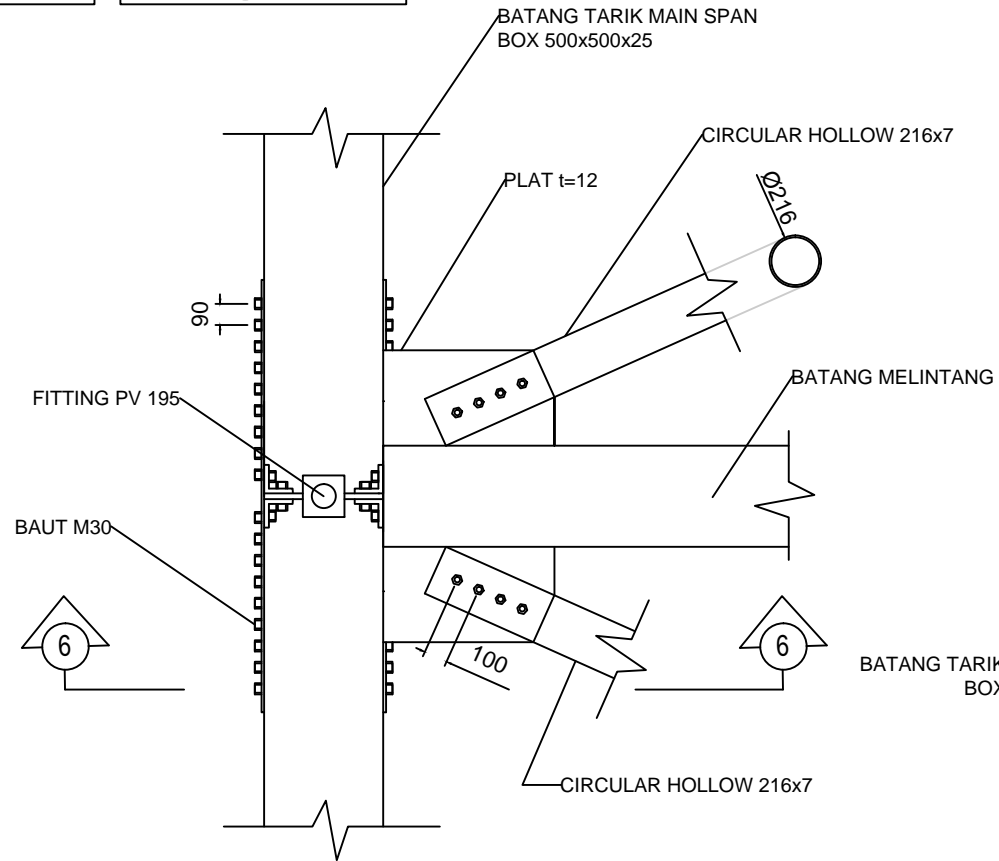 BATANG TARIK MAIN SPAN
BOX 500x500x25
CIRCULAR HOLLOW 216x7
PLAT t=12
Ø216
90
BATANG MELINTANG
FITTING PV 195
BAUT M30
6
100
6
BATANG TARIK
BOX
CIRCULAR HOLLOW 216x7